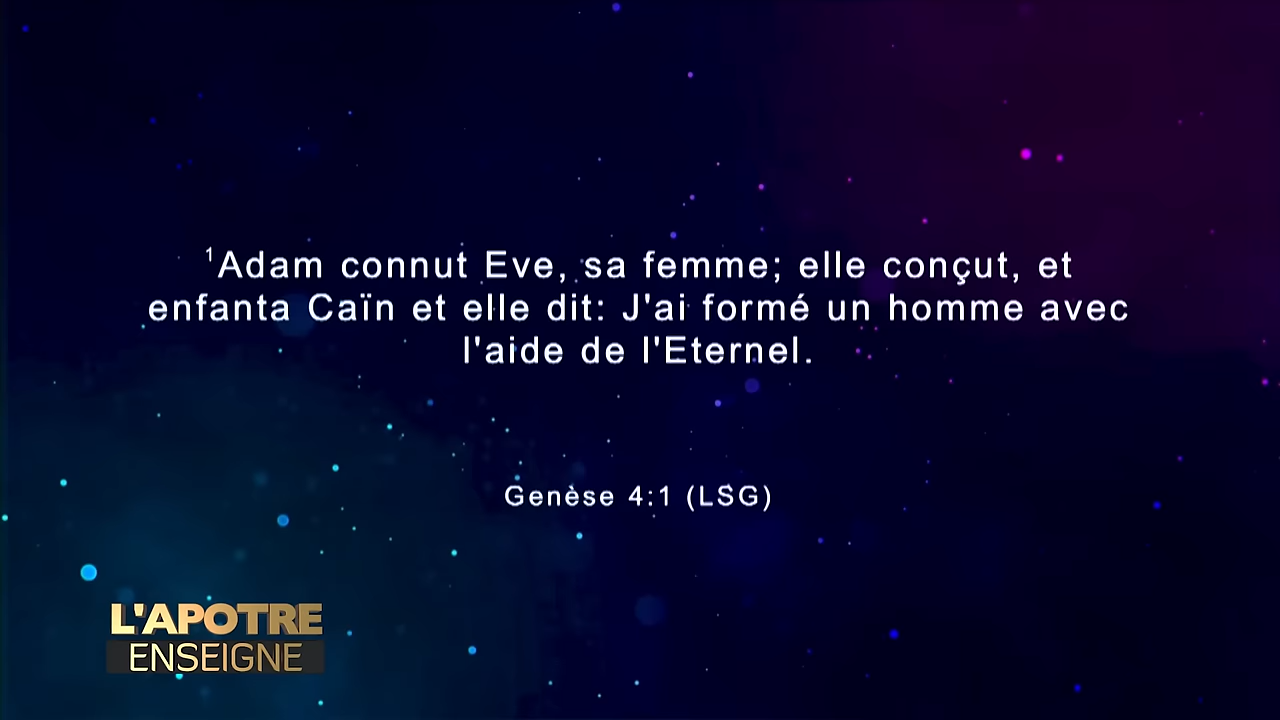 ¹Adam connut Eve, sa femme; elle conçut, et
enfanta Caïn et elle dit: J'ai formé un homme avec
l'aide de l'Eternel.
Genèse 4:1 (LSG)
L'APOTRE
ENSEIGNE